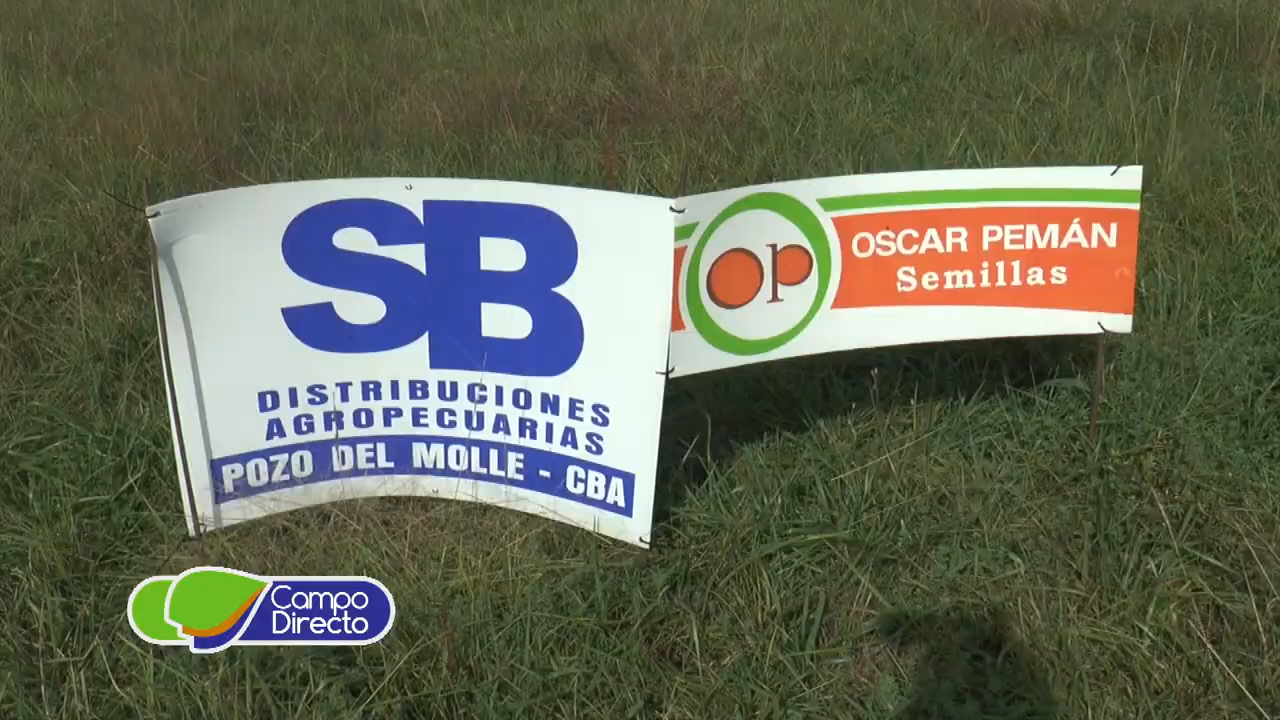 SB
DISTRIBUCIONES
AGROPECUARIAS
POZO DEL MOLLE - CBA
op
OSCAR PEMÁN
Semillas
Campo
Directo